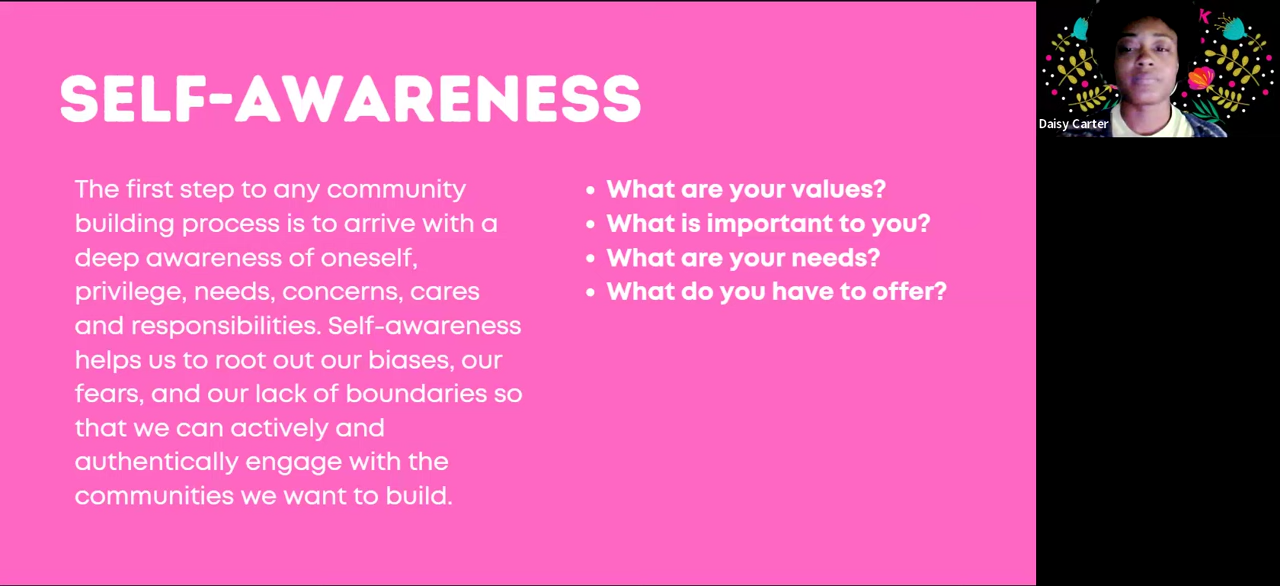 SELF-AWARENESS
The first step to any community
building process is to arrive with a
deep awareness of oneself,
privilege, needs, concerns, cares
and responsibilities. Self-awareness
helps us to root out our biases, our
fears, and our lack of boundaries so
that we can actively and
authentically engage with the
communities we want to build.
• What are your values?
• What is important to you?
• What are your needs?
• What do you have to offer?
Daisy Carter